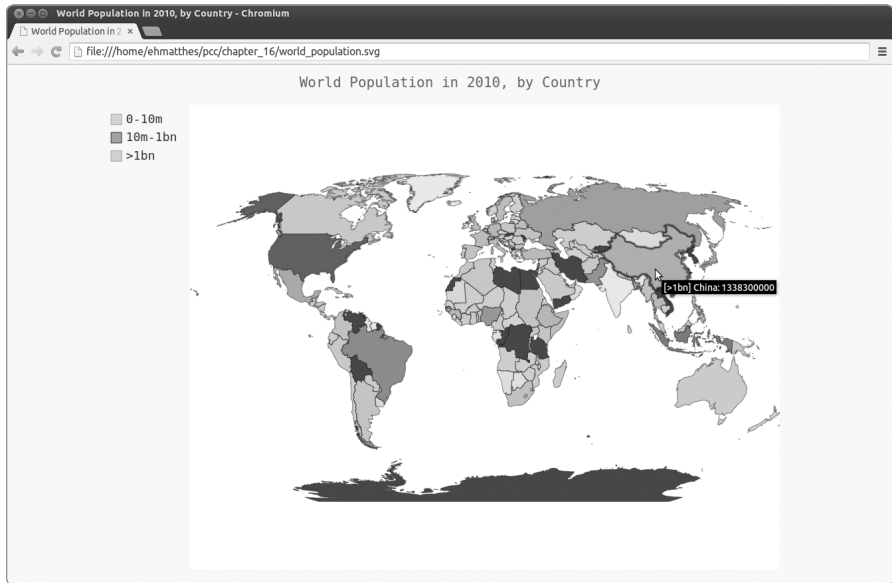 World Population in 2010, by Country - Chromium
World Population in 2
file:///home/ehmatthes/pcc/chapter_16/world_population.svg
World Population in 2010, by Country
0-10m
10m-1bn
>1bn
[>1bn] China: 1338300000